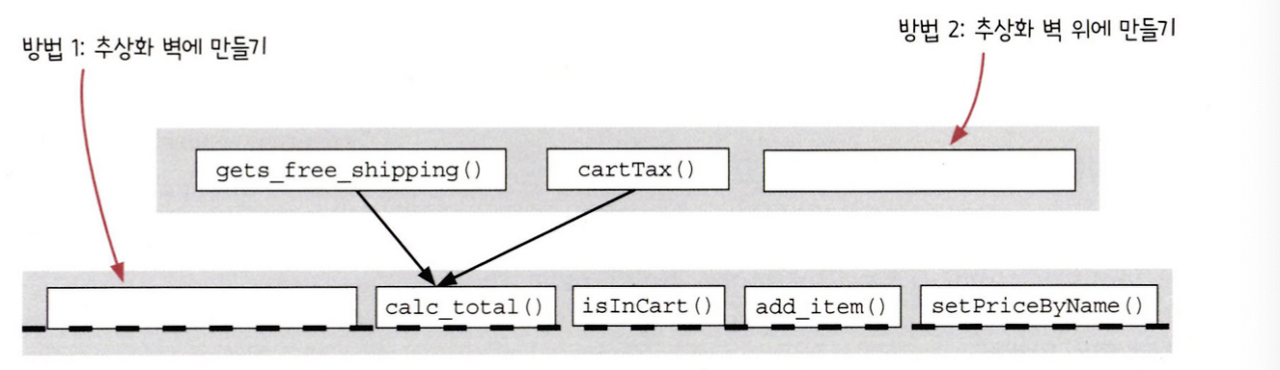 방법 1: 추상화 벽에 만들기
방법 2: 추상화 벽 위에 만들기
gets_free_shipping()
cartTax()
calc_total()
isInCart()
add_item()
setPriceByName()